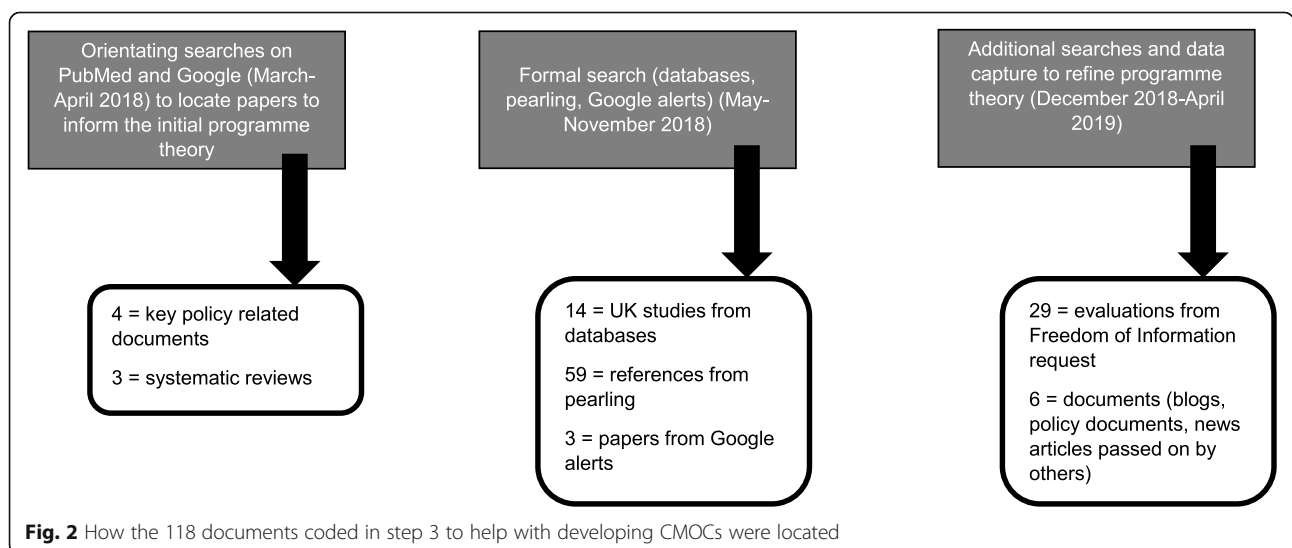 Orientating searches on
PubMed and Google (March-
April 2018) to locate papers to
inform the initial programme
theory
4 = key policy related
documents
3 = systematic reviews
Formal search (databases,
pearling, Google alerts) (May-
November 2018)
14 = UK studies from
databases
59 = references from
pearling
3 = papers from Google
alerts
Additional searches and data
capture to refine programme
theory (December 2018-April
2019)
29 = evaluations from
Freedom of Information
request
6 = documents (blogs,
policy documents, news
articles passed on by
others)
Fig. 2 How the 118 documents coded in step 3 to help with developing CMOCs were located